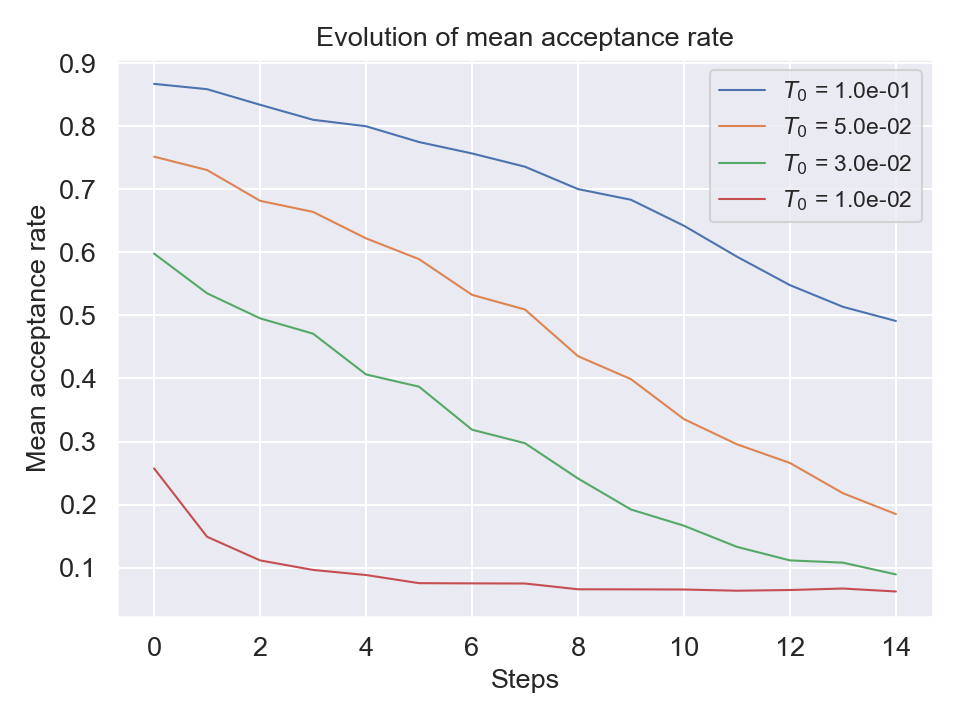 Evolution of mean acceptance rate
Mean acceptance rate
0.9
0.8
0.7
0.6
0.5
0.4
0.3
0.2
0.1
T₀ = 1.0e-01
T₀ = 5.0e-02
T₀ = 3.0e-02
T₀ = 1.0e-02
0 2 4 6 8 10 12 14
Steps